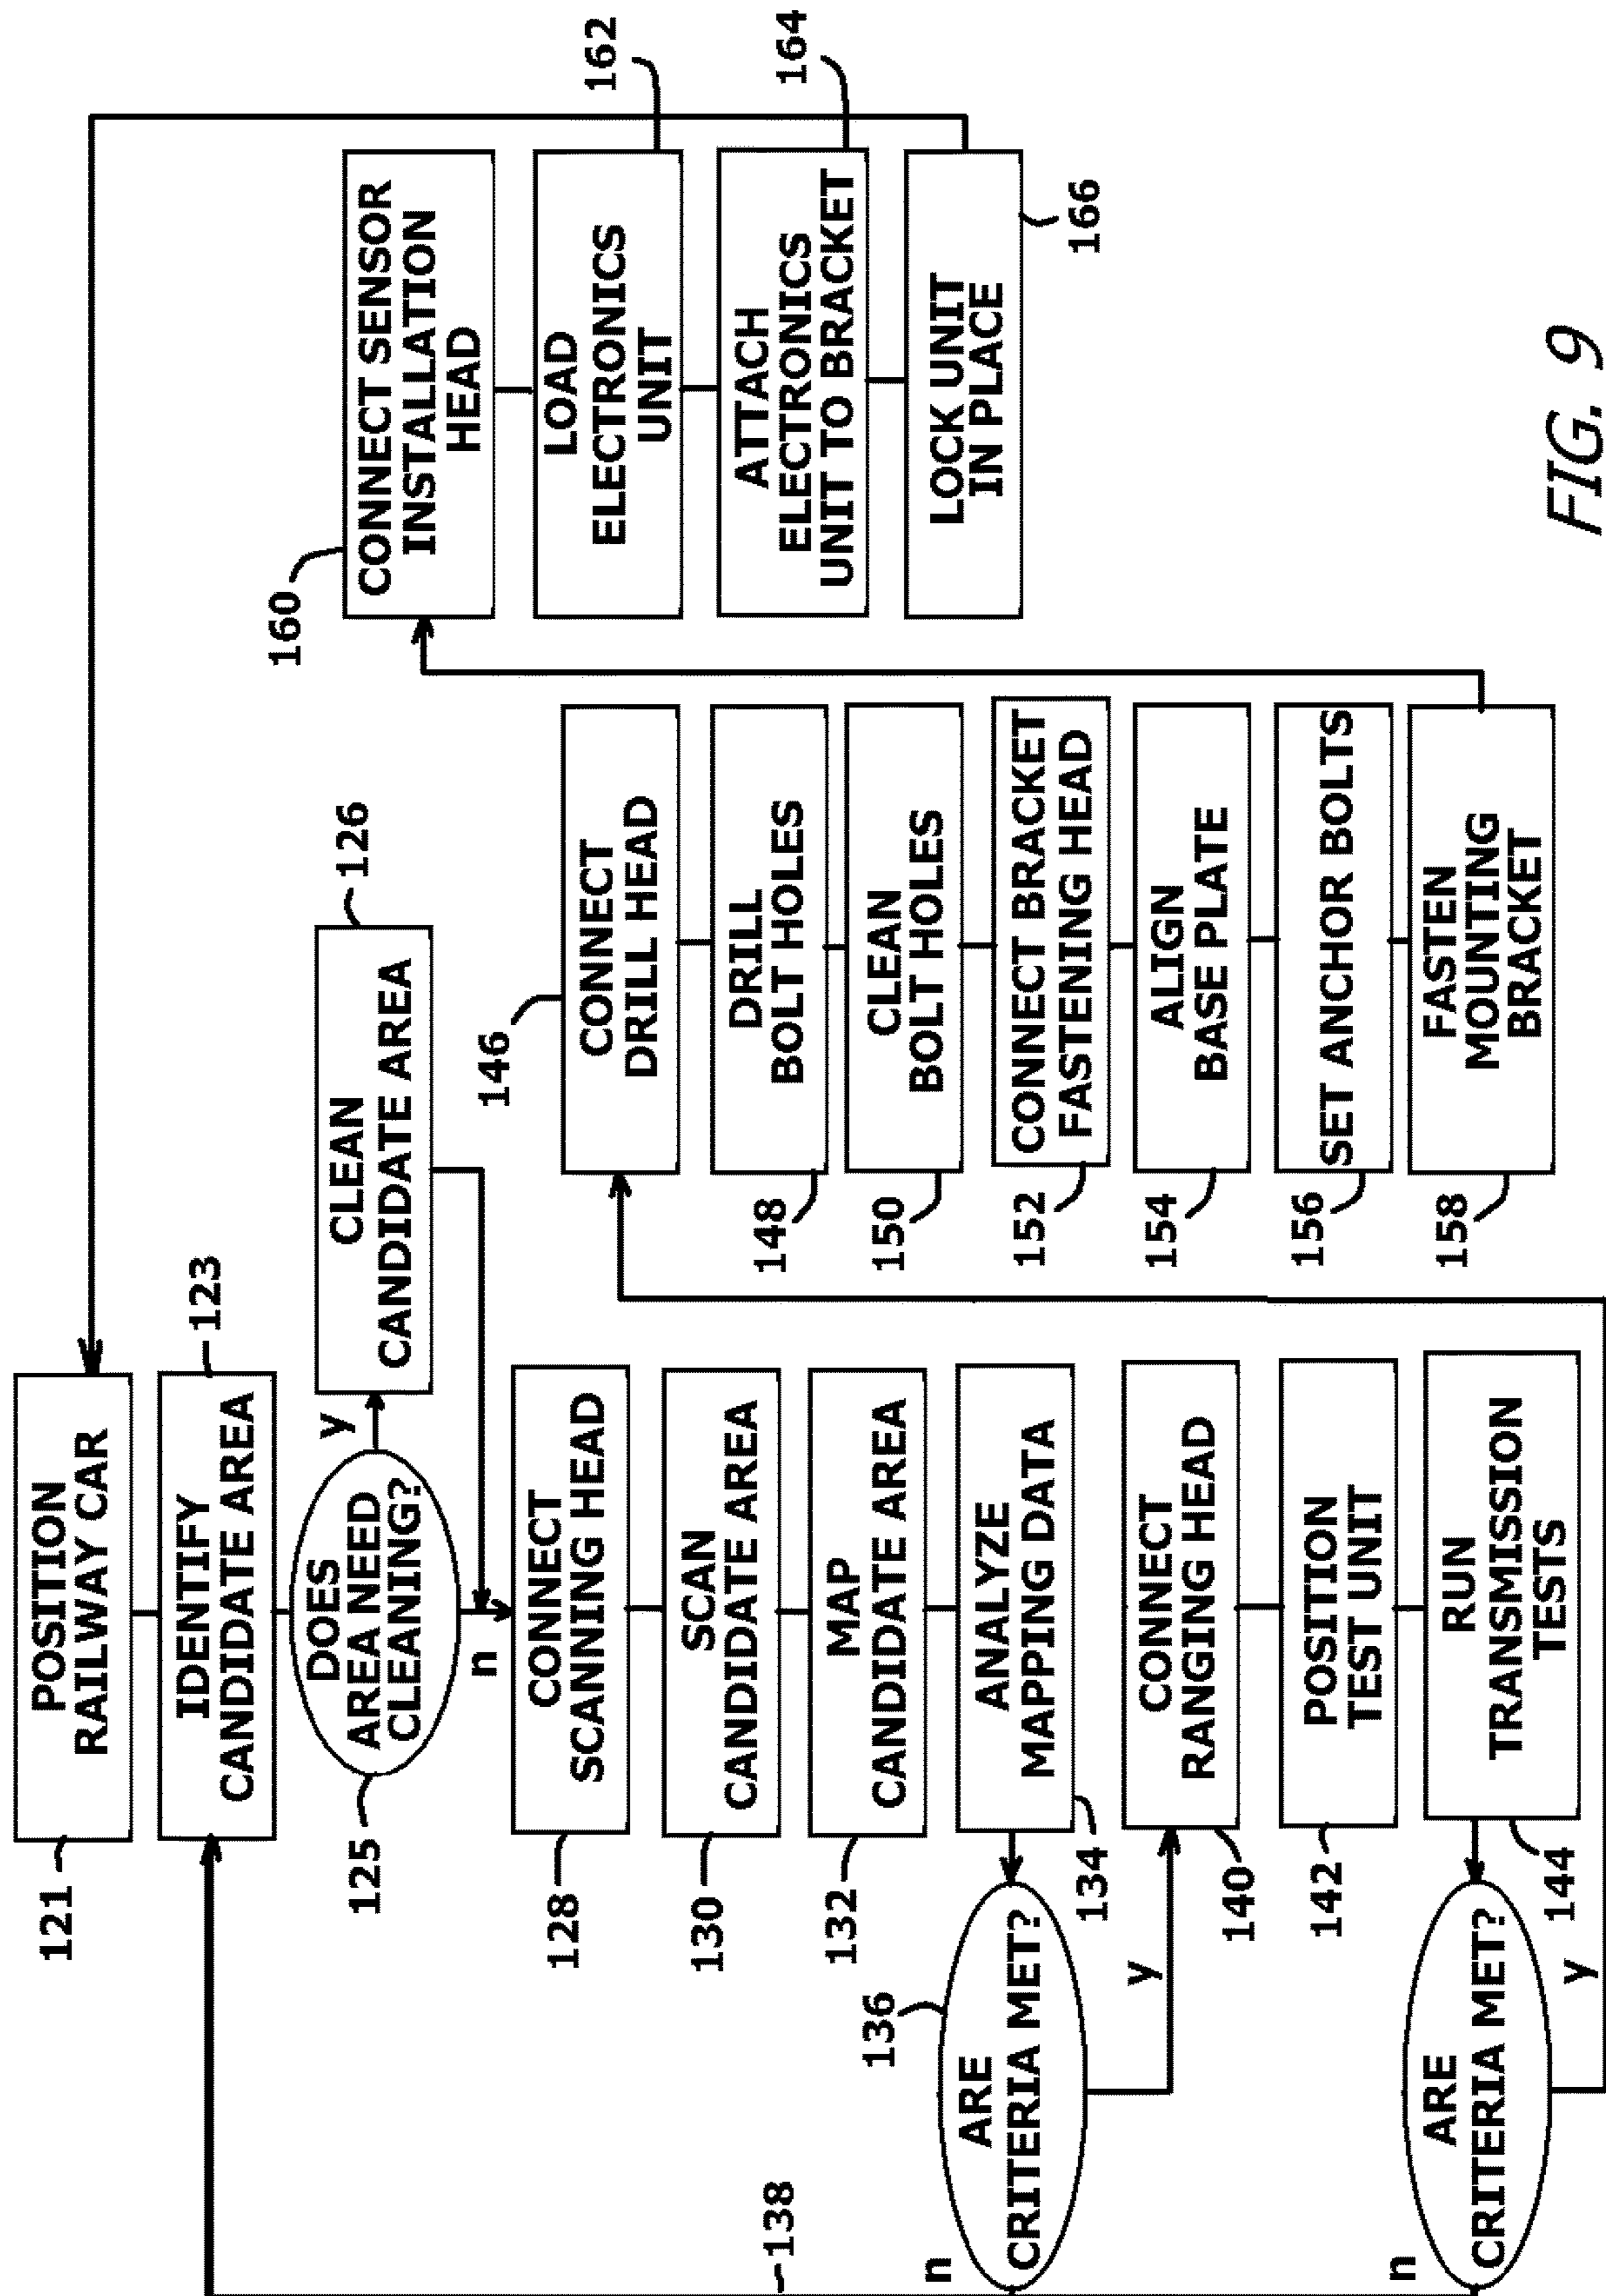 121
POSITION
RAILWAY CAR
IDENTIFY
CANDIDATE AREA
123
125
DOES
AREA NEED
CLEANING?
y
n
CLEAN
CANDIDATE AREA
126
128
CONNECT
SCANNING HEAD
130
SCAN
CANDIDATE AREA
132
MAP
CANDIDATE AREA
ANALYZE
MAPPING DATA
134
136
ARE
CRITERIA MET?
n
y
138
CONNECT
RANGING HEAD
140
POSITION
TEST UNIT
142
RUN
TRANSMISSION
TESTS
144
ARE
CRITERIA MET?
n
y
146
CONNECT
DRILL HEAD
DRILL
BOLT HOLES
148
CLEAN
BOLT HOLES
150
CONNECT BRACKET
FASTENING HEAD
152
ALIGN
BASE PLATE
154
SET ANCHOR BOLTS
156
FASTEN
MOUNTING
BRACKET
158
160
CONNECT SENSOR
INSTALLATION
HEAD
LOAD
ELECTRONICS
UNIT
162
ATTACH
ELECTRONICS
UNIT TO BRACKET
164
LOCK UNIT
IN PLACE
166
FIG. 9